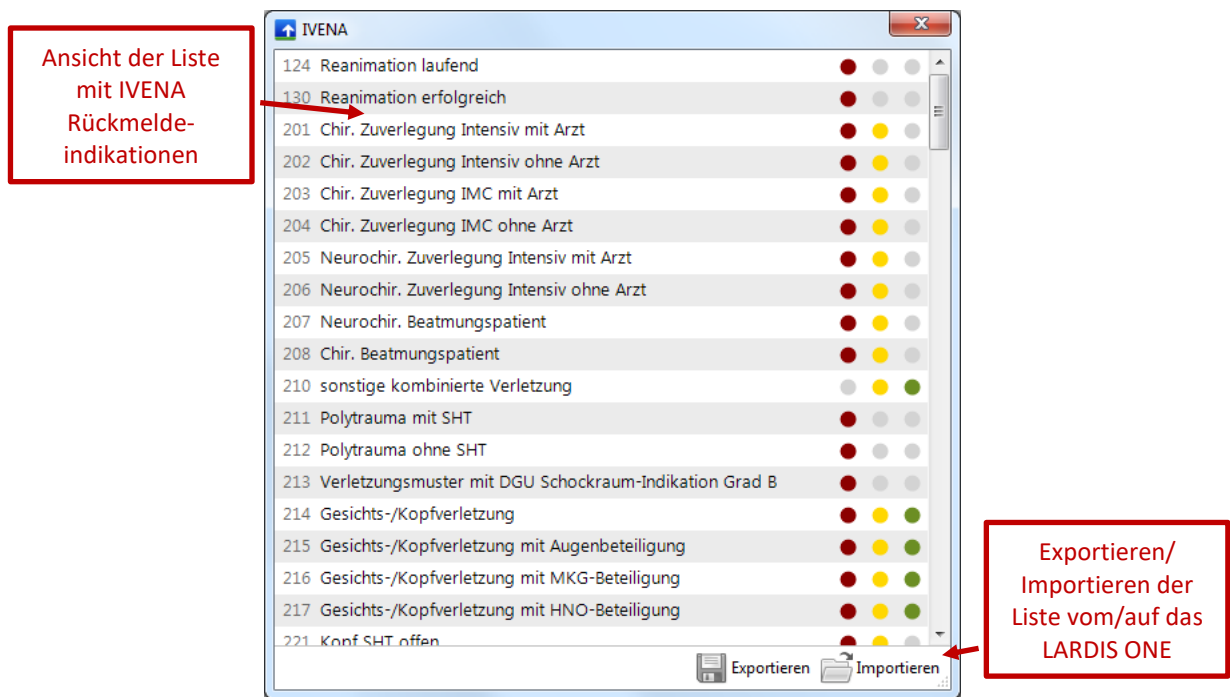 Ansicht der Liste
mit IVENA
Rückmelde-
indikationen
IVENA
124 Reanimation laufend
130 Reanimation erfolgreich
201 Chir. Zuverlegung Intensiv mit Arzt
202 Chir. Zuverlegung Intensiv ohne Arzt
203 Chir. Zuverlegung IMC mit Arzt
204 Chir. Zuverlegung IMC ohne Arzt
205 Neurochir. Zuverlegung Intensiv mit Arzt
206 Neurochir. Zuverlegung Intensiv ohne Arzt
207 Neurochir. Beatmungspatient
208 Chir. Beatmungspatient
210 sonstige kombinierte Verletzung
211 Polytrauma mit SHT
212 Polytrauma ohne SHT
213 Verletzungsmuster mit DGU Schockraum-Indikation Grad B
214 Gesichts-/Kopfverletzung
215 Gesichts-/Kopfverletzung mit Augenbeteiligung
216 Gesichts-/Kopfverletzung mit MKG-Beteiligung
217 Gesichts-/Kopfverletzung mit HNO-Beteiligung
221 Kopf SHT offen
Exportieren Importieren
Exportieren/
Importieren der
Liste vom/auf das
LARDIS ONE